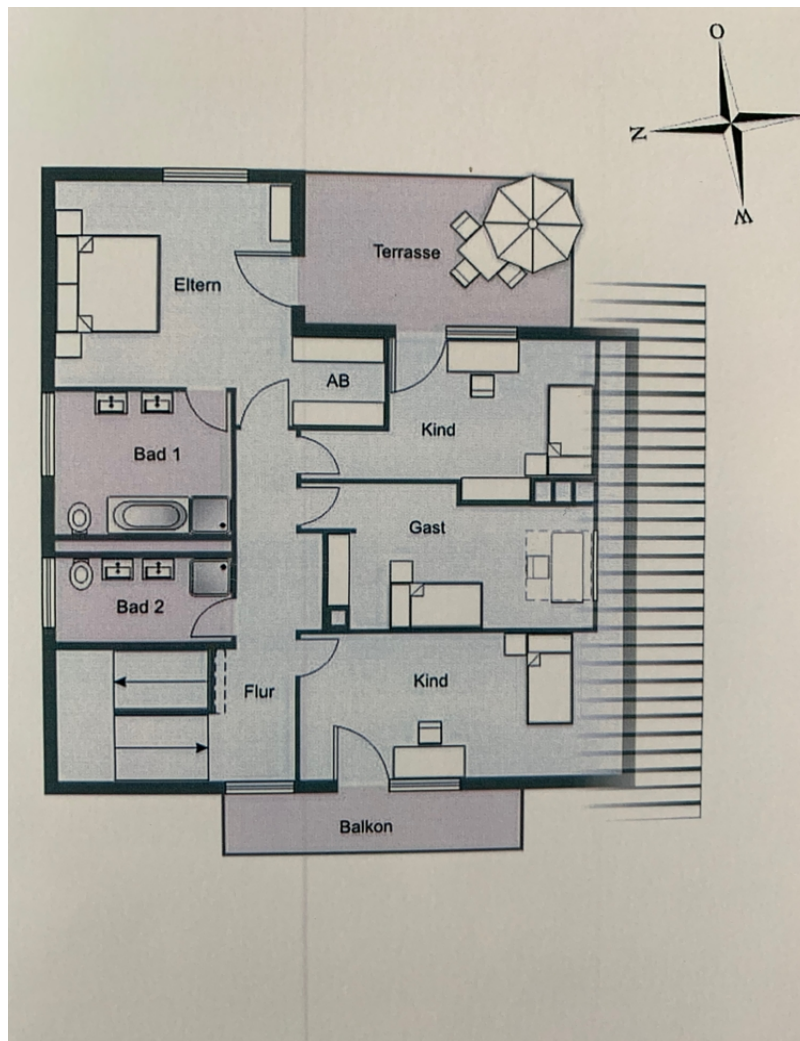 O
N
W
Terrasse
Eltern
AB
Kind
Bad 1
Gast
Bad 2
Kind
Flur
Balkon